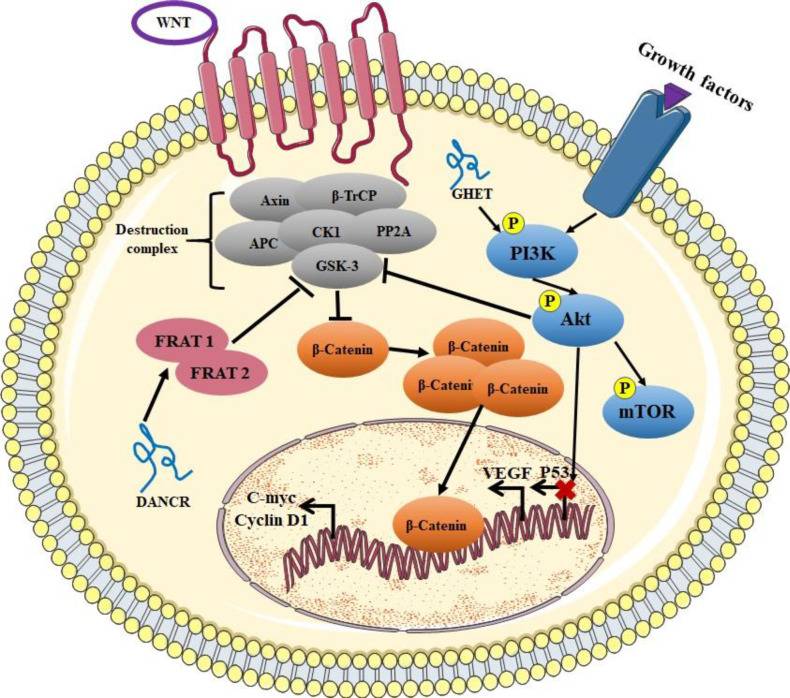 WNT
Growth factors
GHET
P
PI3K
P
Akt
P
mTOR
Axin
β-TrCP
Destruction
complex
APC
CK1
PP2A
GSK-3
FRAT 1
FRAT 2
β-Catenin
β-Catenin
β-Cateni
β-Catenin
DANCR
C-myc
Cyclin D1
β-Catenin
VEGF
P53